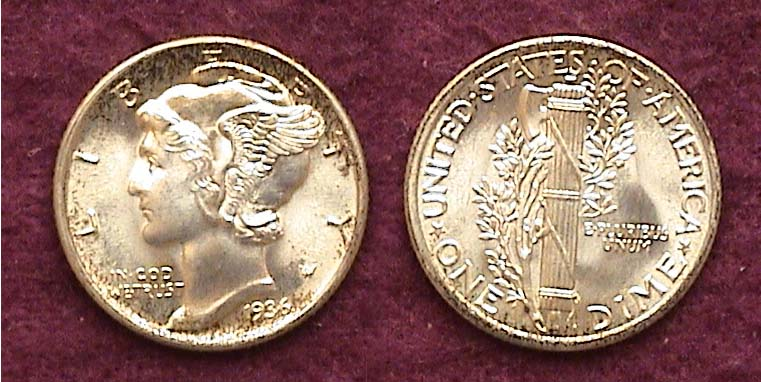 LIBERTY
IN GOD
WE TRUST
1936
W
UNITED·STATES·OF·AMERICA
E·PLURIBUS
UNUM
ONE DIME